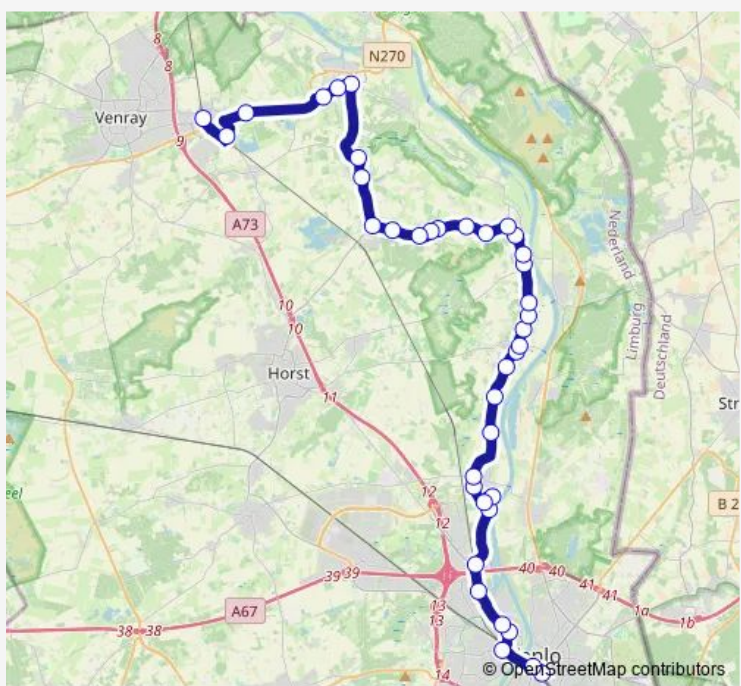 8
8
N270
Venray
9
A73
Nederland
Limburg
Deutschland
10
10
Horst
11
Str
12
12
B 2
39 39
40 40
41 41
1a
1b
A67
13
13
38 38
14
nlo
© OpenStreetMap contributors